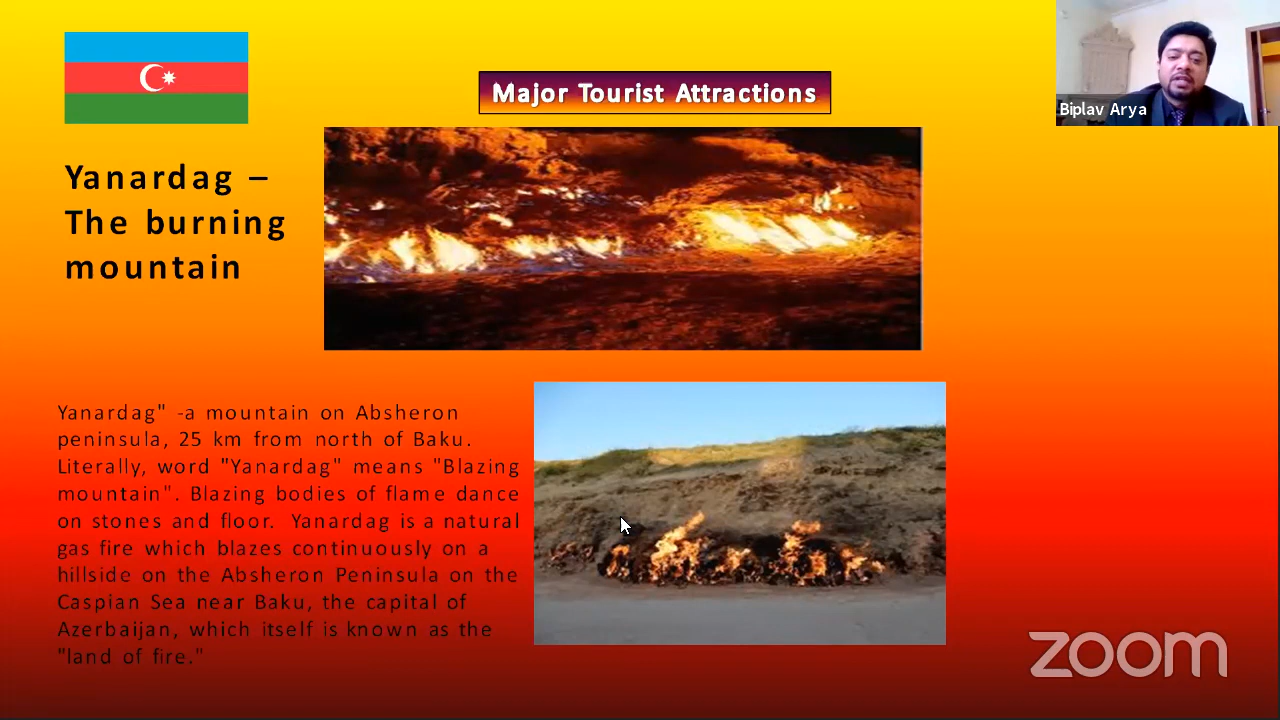 Major Tourist Attractions
Biplav Arya
Yanardag –
The burning
mountain
Yanardag" -a mountain on Absheron
peninsula, 25 km from north of Baku.
Literally, word "Yanardag" means "Blazing
mountain". Blazing bodies of flame dance
on stones and floor.  Yanardag is a natural
gas fire which blazes continuously on a
hillside on the Absheron Peninsula on the
Caspian Sea near Baku, the capital of
Azerbaijan, which itself is known as the
"land of fire."
zoom